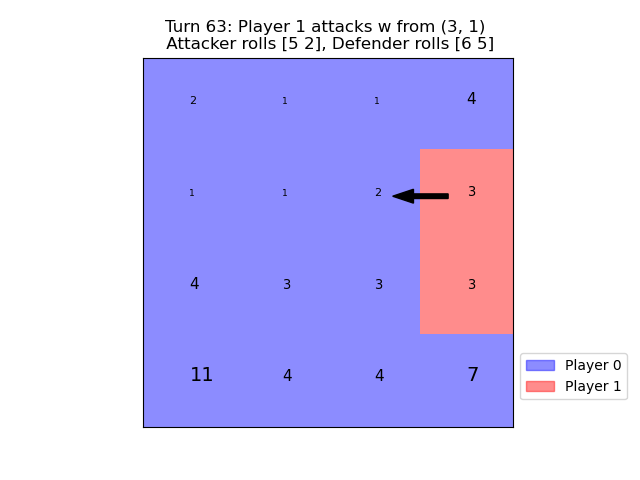 Turn 63: Player 1 attacks w from (3, 1)
Attacker rolls [5 2], Defender rolls [6 5]
2 1 1 4
1 1 2 3
4 3 3 3
11 4 4 7
Player 0
Player 1